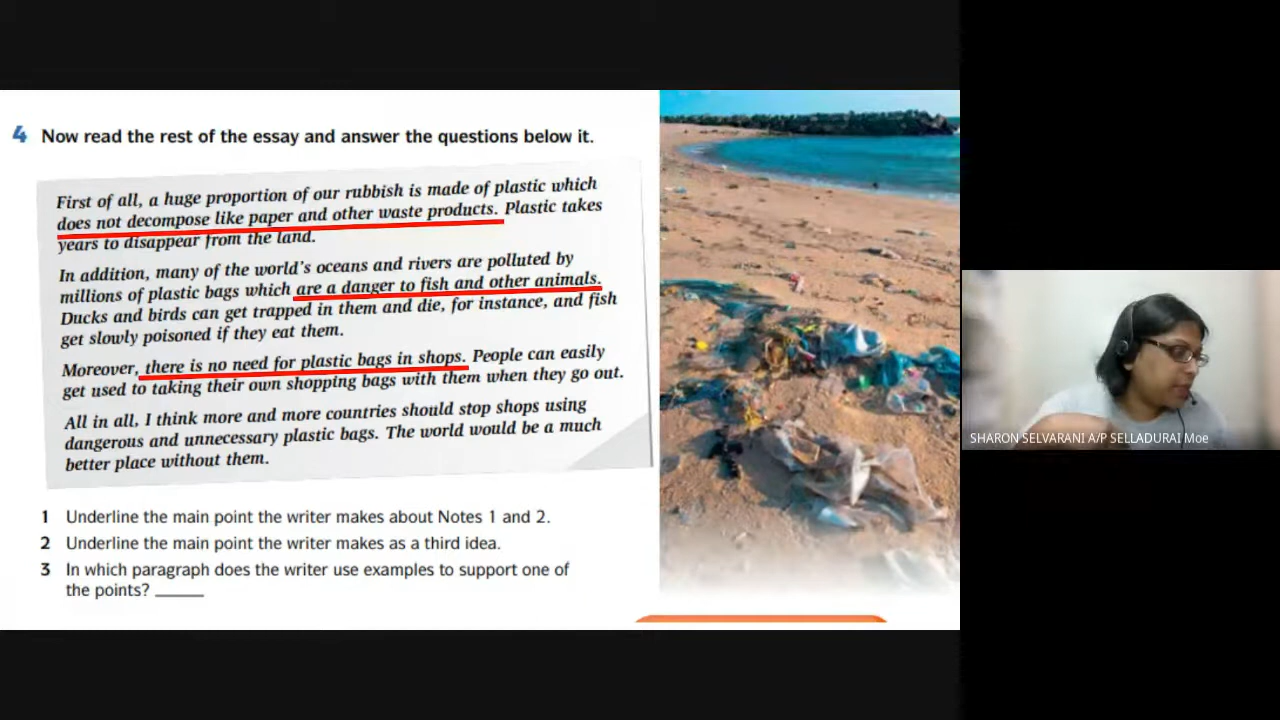 4 Now read the rest of the essay and answer the questions below it.
First of all, a huge proportion of our rubbish is made of plastic which
does not decompose like paper and other waste products. Plastic takes
years to disappear from the land.
In addition, many of the world's oceans and rivers are polluted by
millions of plastic bags which are a danger to fish and other animals.
Ducks and birds can get trapped in them and die, for instance, and fish
get slowly poisoned if they eat them.
Moreover, there is no need for plastic bags in shops. People can easily
get used to taking their own shopping bags with them when they go out.
All in all, I think more and more countries should stop shops using
dangerous and unnecessary plastic bags. The world would be a much
better place without them.
1 Underline the main point the writer makes about Notes 1 and 2.
2 Underline the main point the writer makes as a third idea.
3 In which paragraph does the writer use examples to support one of
the points? ______
SHARON SELVARANI A/P SELLADURAI Moe